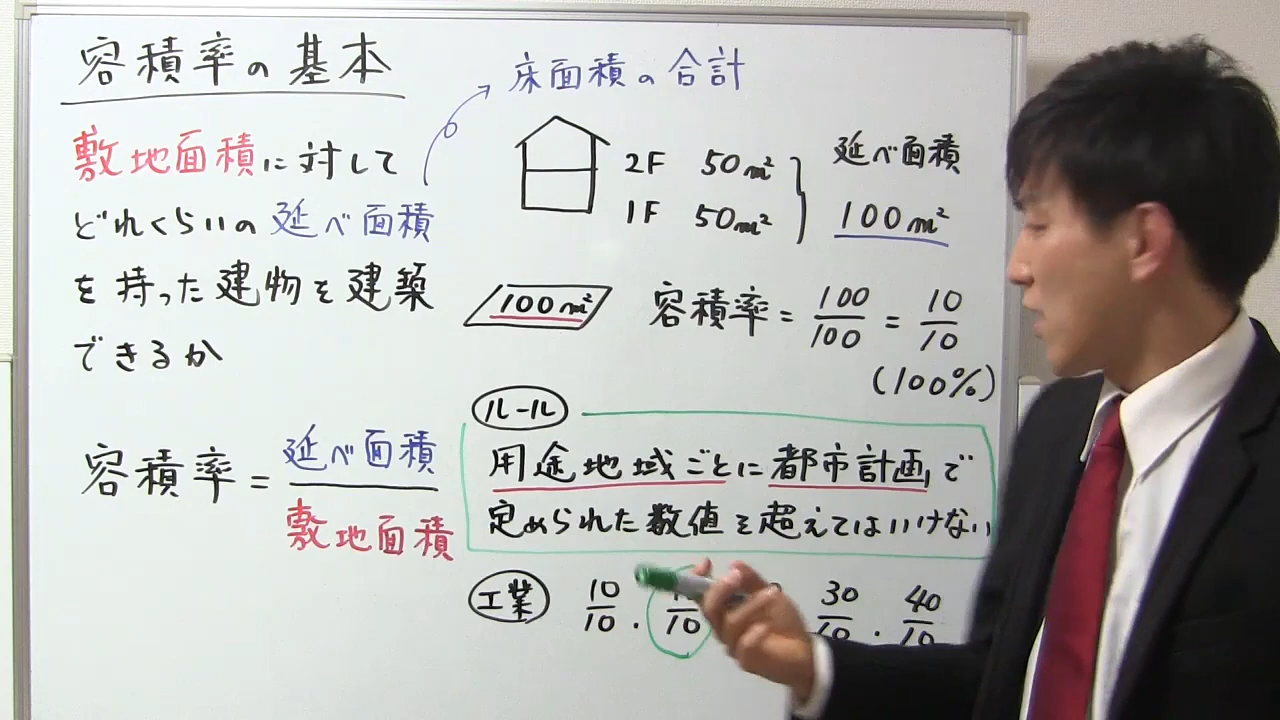 容積率の基本
敷地面積に対して
どれくらいの延べ面積
を持った建物を建築
できるか
容積率=延べ面積/敷地面積
床面積の合計
2F 50m²
1F 50m²
延べ面積
100m²
100m²
容積率=100/100=10/10
(100%)
ルール
用途地域ごとに都市計画で
定められた数値を超えてはいけない
工業 10/10・ /10 30/10・40/10